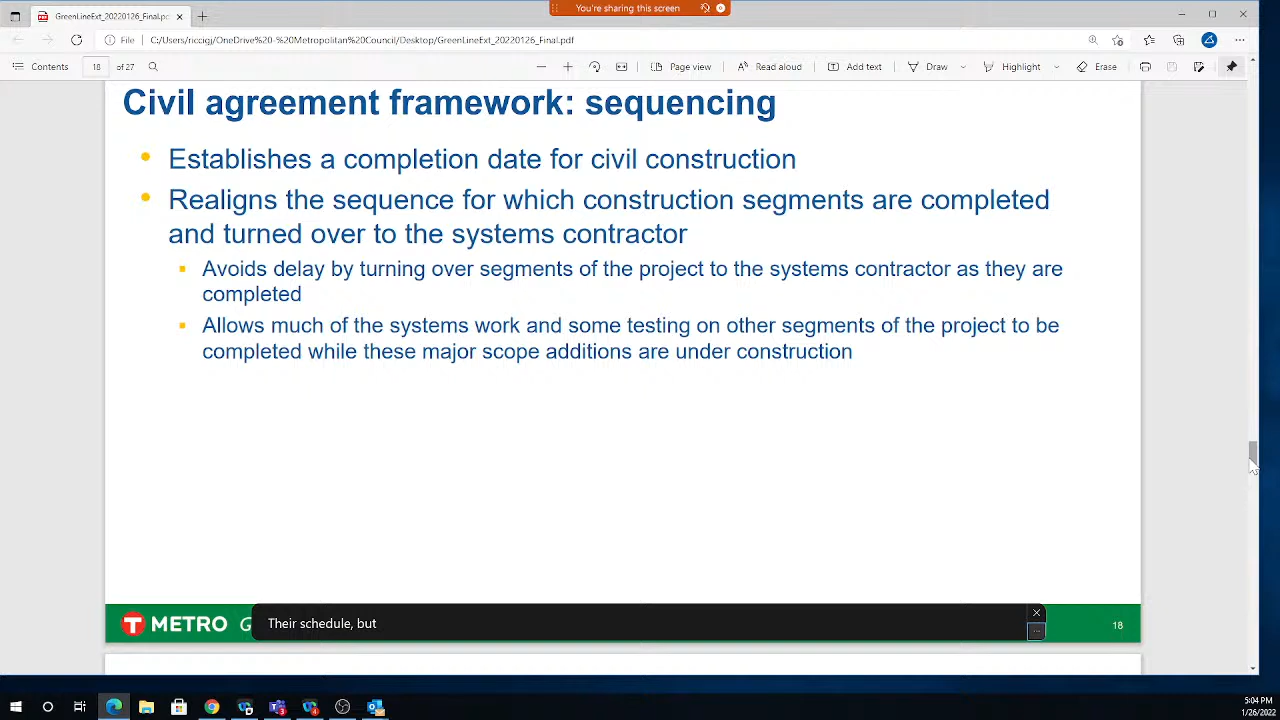 You're sharing this screen
GreenLineExt_20220126_Final.pdf
File
C:/Users/riccigj/OneDrive%20-%20Metropolitan%20Council/Desktop/GreenLineExt_20220126_Final.pdf
Contents 18 of 27 Page view Read aloud Add text Draw Highlight Erase
Civil agreement framework: sequencing
• Establishes a completion date for civil construction
• Realigns the sequence for which construction segments are completed
and turned over to the systems contractor
▪ Avoids delay by turning over segments of the project to the systems contractor as they are
completed
▪ Allows much of the systems work and some testing on other segments of the project to be
completed while these major scope additions are under construction
T METRO G
Their schedule, but
18
5:04 PM
1/26/2022